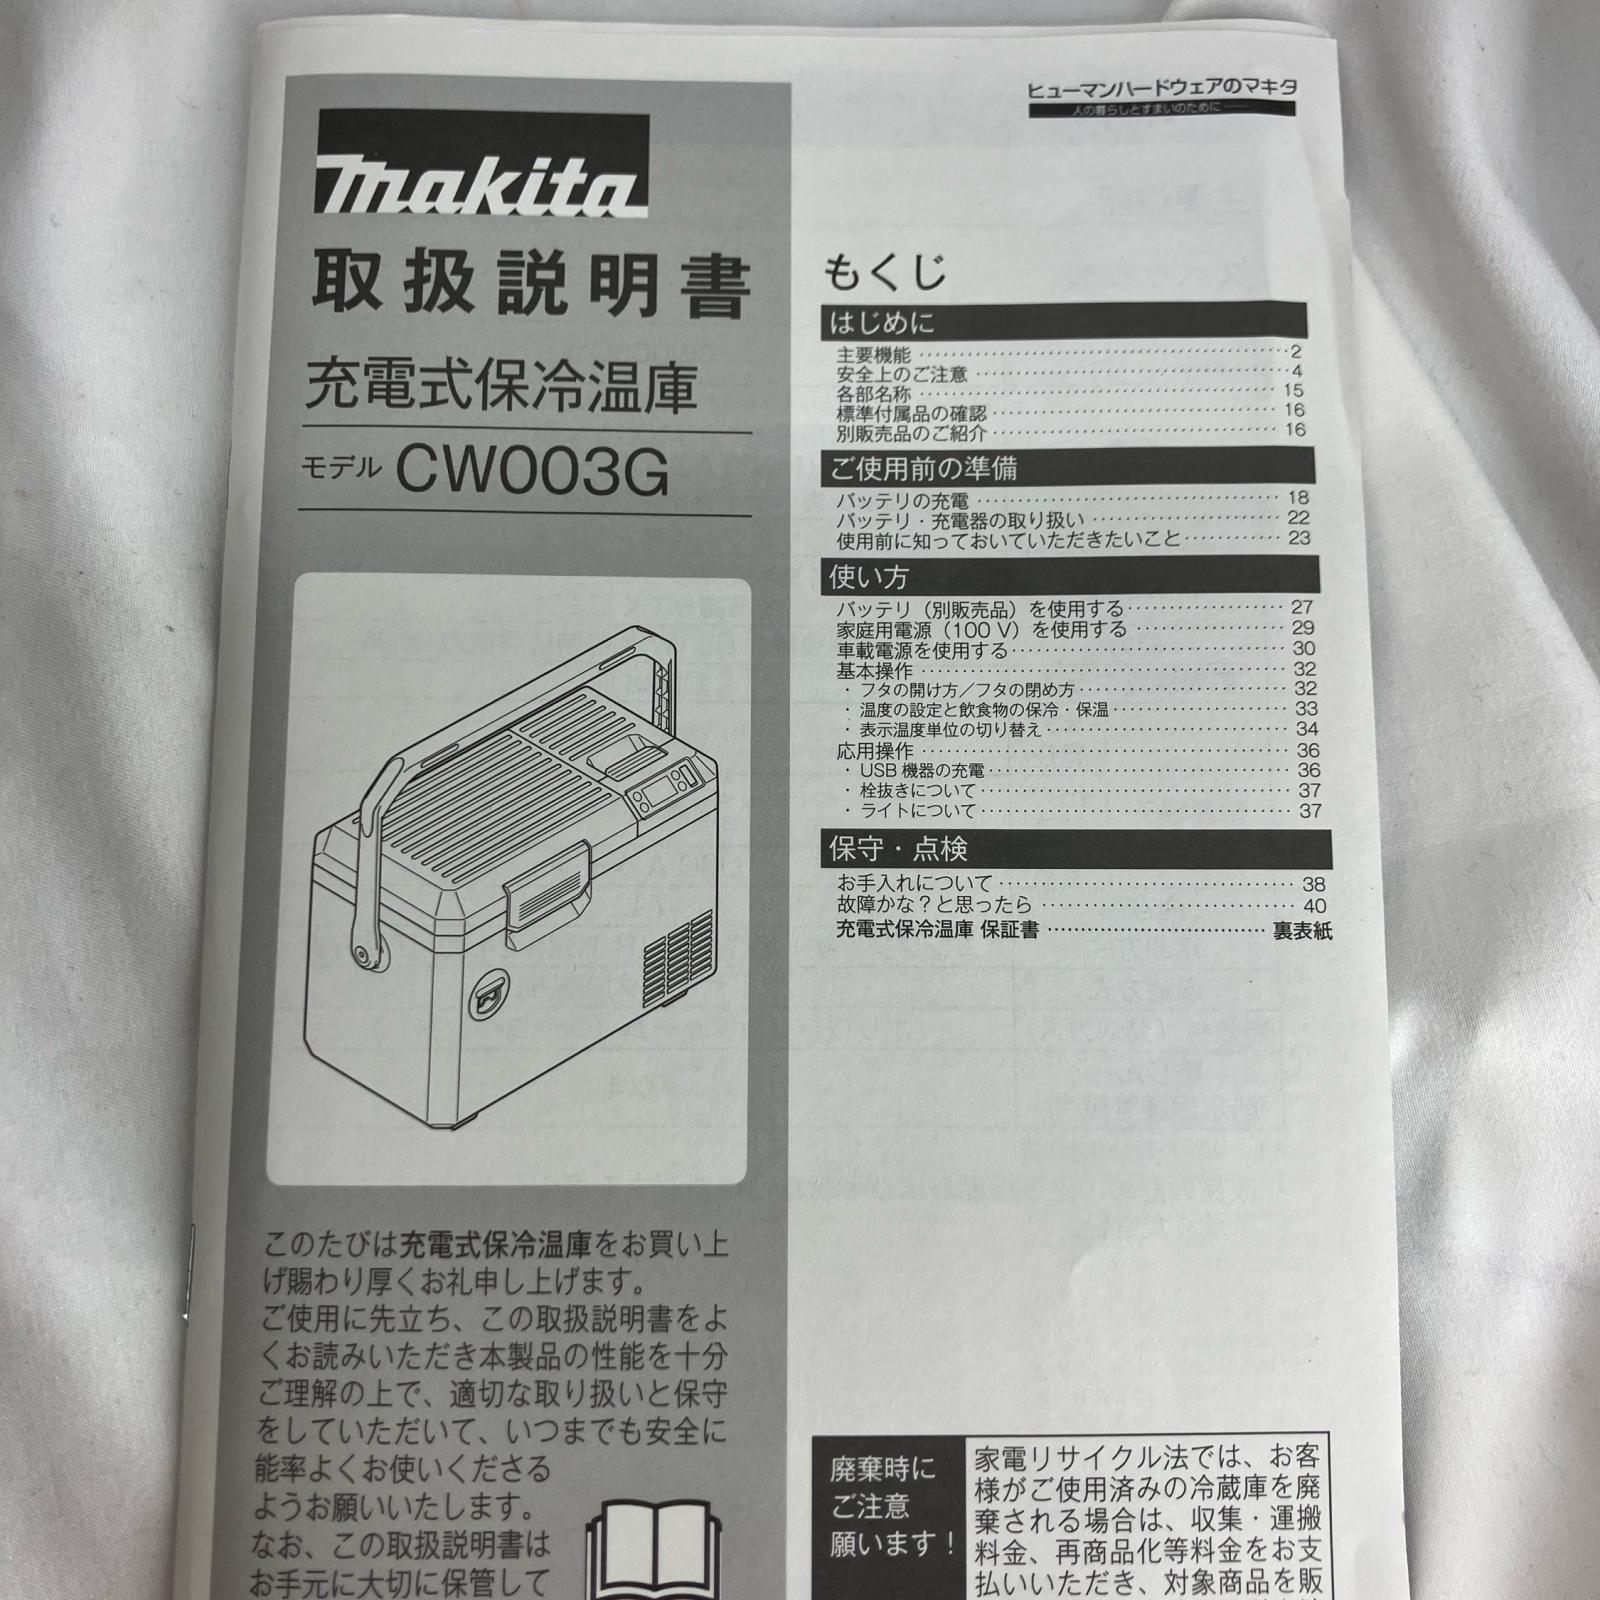 makita
取扱説明書
充電式保冷温庫
モデル CW003G
このたびは充電式保冷温庫をお買い上
げ賜わり厚くお礼申し上げます。
ご使用に先立ち、この取扱説明書をよ
くお読みいただき本製品の性能を十分
ご理解の上で、適切な取り扱いと保守
をしていただいて、いつまでも安全に
能率よくお使いくださる
ようお願いいたします。
なお、この取扱説明書は
お手元に大切に保管して
ヒューマンハードウェアのマキタ
人の暮らしとすまいのために ……
もくじ
はじめに
主要機能 …… 2
安全上のご注意 …… 4
各部名称 …… 15
標準付属品の確認 …… 16
別販売品のご紹介 …… 16
ご使用前の準備
バッテリの充電 …… 18
バッテリ・充電器の取り扱い …… 22
使用前に知っておいていただきたいこと …… 23
使い方
バッテリ（別販売品）を使用する …… 27
家庭用電源（100 V）を使用する …… 29
車載電源を使用する …… 30
基本操作 …… 32
・フタの開け方／フタの閉め方 …… 32
・温度の設定と飲食物の保冷・保温 …… 33
・表示温度単位の切り替え …… 34
応用操作 …… 36
・USB 機器の充電 …… 36
・栓抜きについて …… 37
・ライトについて …… 37
保守・点検
お手入れについて …… 38
故障かな？と思ったら …… 40
充電式保冷温庫 保証書 …… 裏表紙
廃棄時に
ご注意
願います！
家電リサイクル法では、お客
様がご使用済みの冷蔵庫を廃
棄される場合は、収集・運搬
料金、再商品化等料金をお支
払いいただき、対象商品を販